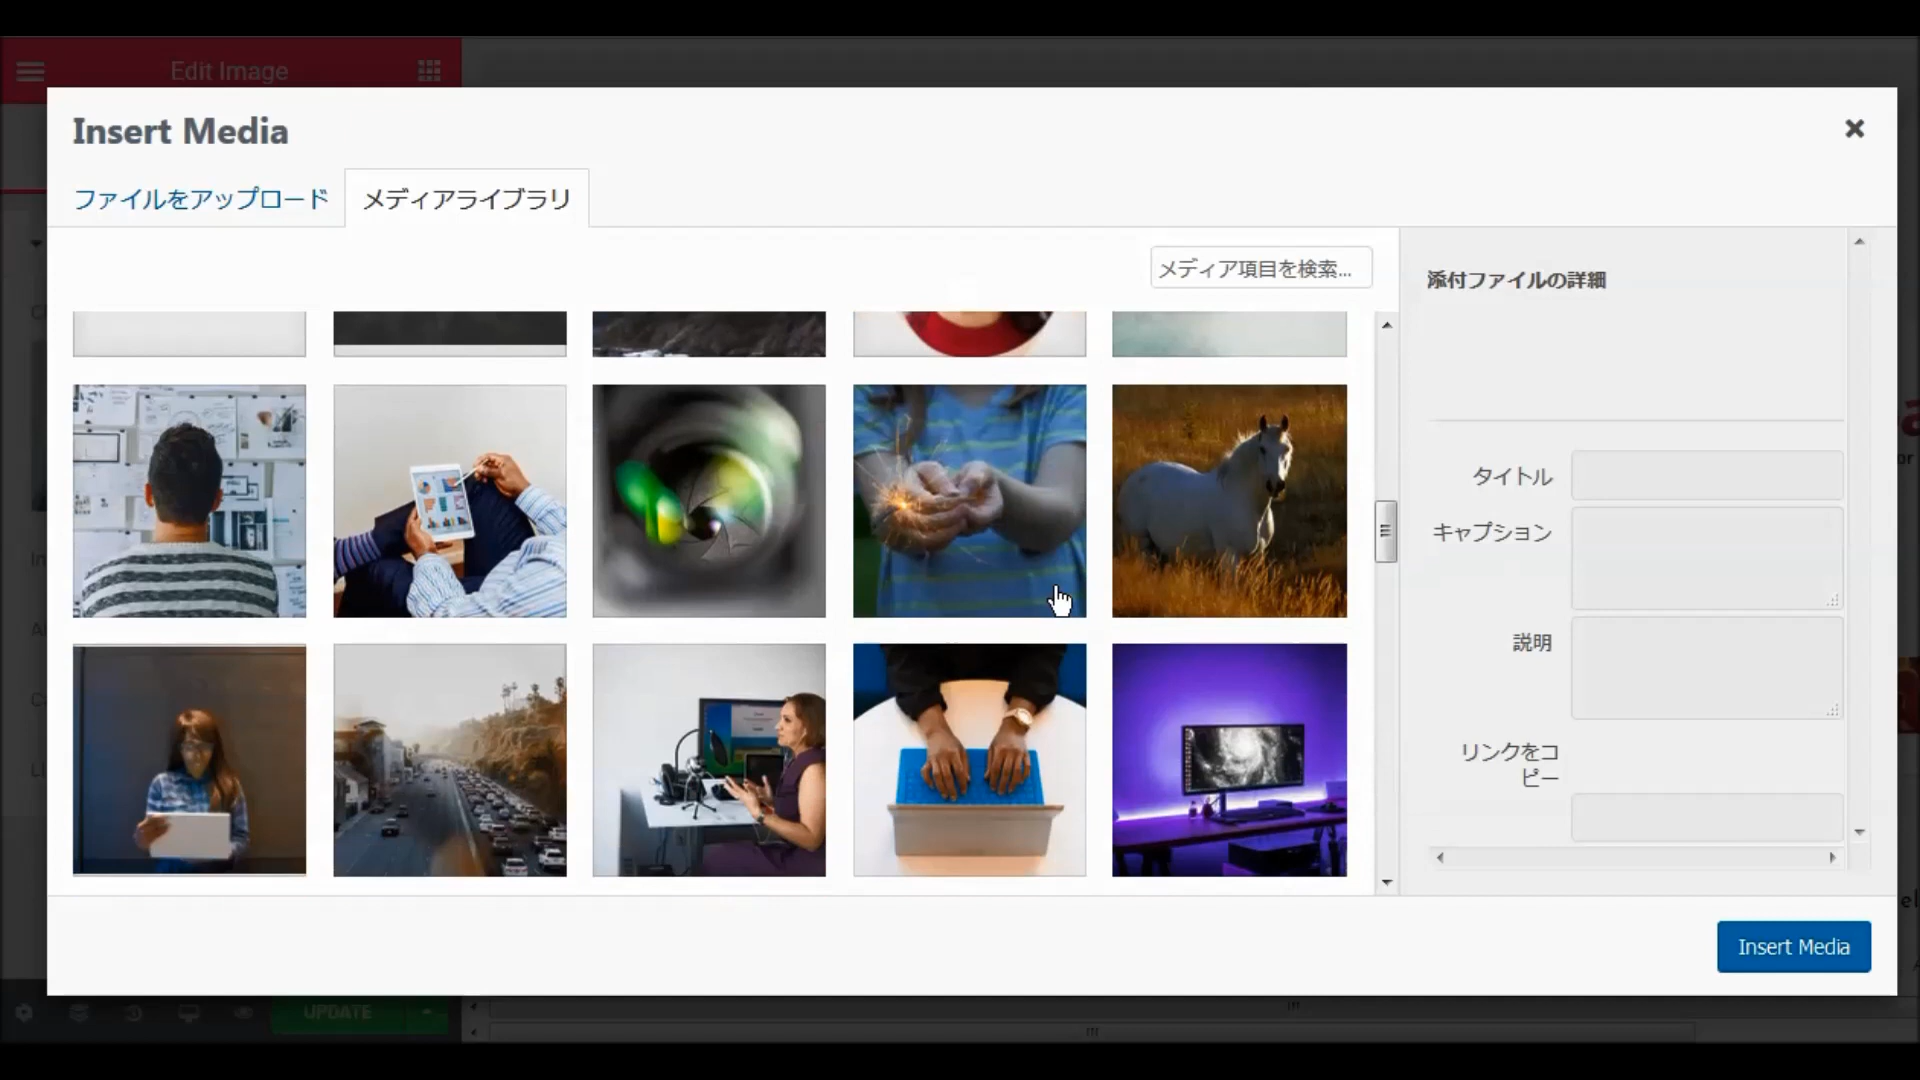 Edit Image
Insert Media
ファイルをアップロード
メディアライブラリ
メディア項目を検索...
添付ファイルの詳細
タイトル
キャプション
説明
リンクをコ
ピー
Insert Media
UPDATE